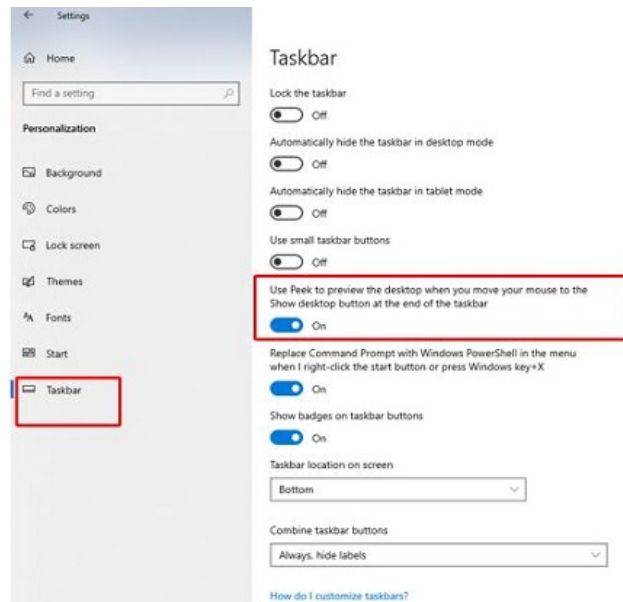 Settings
Home
Find a setting
Personalization
Background
Colors
Lock screen
Themes
Fonts
Start
Taskbar
Taskbar
Lock the taskbar
Off
Automatically hide the taskbar in desktop mode
Off
Automatically hide the taskbar in tablet mode
Off
Use small taskbar buttons
Off
Use Peek to preview the desktop when you move your mouse to the
Show desktop button at the end of the taskbar
On
Replace Command Prompt with Windows PowerShell in the menu
when I right-click the start button or press Windows key+X
On
Show badges on taskbar buttons
On
Taskbar location on screen
Bottom
Combine taskbar buttons
Always, hide labels
How do I customize taskbars?